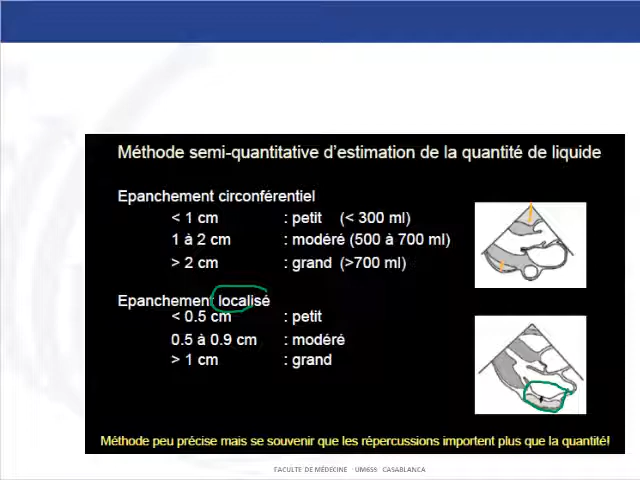 Méthode semi-quantitative d'estimation de la quantité de liquide
Epanchement circonférentiel
< 1 cm : petit (< 300 ml)
1 à 2 cm : modéré (500 à 700 ml)
> 2 cm : grand (>700 ml)
Epanchement localisé
< 0.5 cm : petit
0.5 à 0.9 cm : modéré
> 1 cm : grand
Méthode peu précise mais se souvenir que les répercussions importent plus que la quantité!
FACULTE DE MÉDECINE - UM6SS CASABLANCA